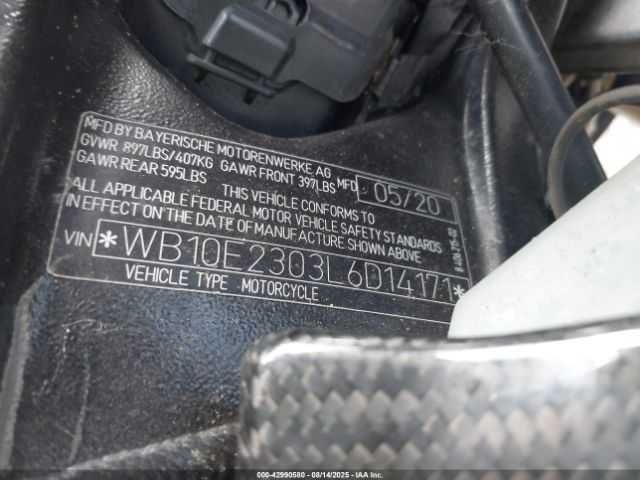 MFD BY BAYERISCHE MOTORENWERKE AG
GVWR 897LBS/407KG GAWR FRONT 397LBS MFD 05/20
GAWR REAR 595LBS
THIS VEHICLE CONFORMS TO
ALL APPLICABLE FEDERAL MOTOR VEHICLE SAFETY STANDARDS
IN EFFECT ON THE DATE OF MANUFACTURE SHOWN ABOVE
VIN *WB10E2303L6D14171*
VEHICLE TYPE MOTORCYCLE
000-42990580 - 08/14/2025 - IAA Inc.